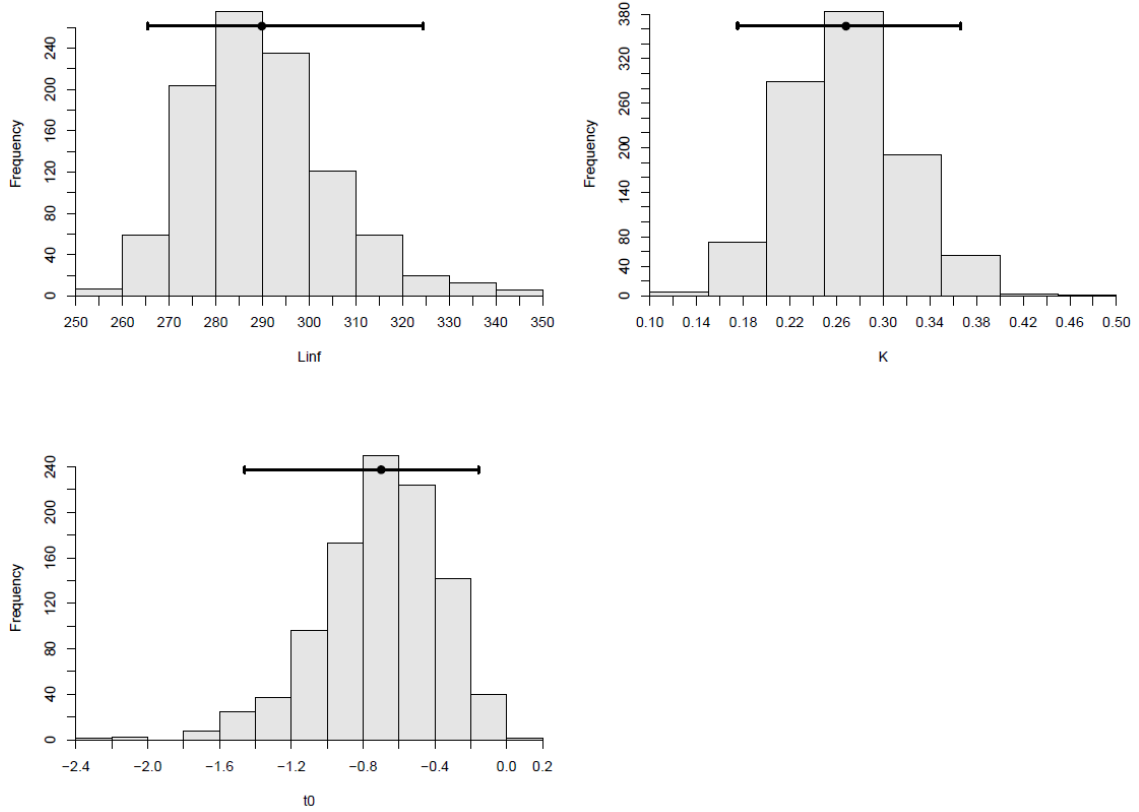 Frequency
0 40 80 120 160 200 240
250 260 270 280 290 300 310 320 330 340 350
Linf
Frequency
0 40 80 140 200 260 320 380
0.10 0.14 0.18 0.22 0.26 0.30 0.34 0.38 0.42 0.46 0.50
K
Frequency
0 40 80 120 160 200 240
−2.4 −2.0 −1.6 −1.2 −0.8 −0.4 0.0 0.2
t0